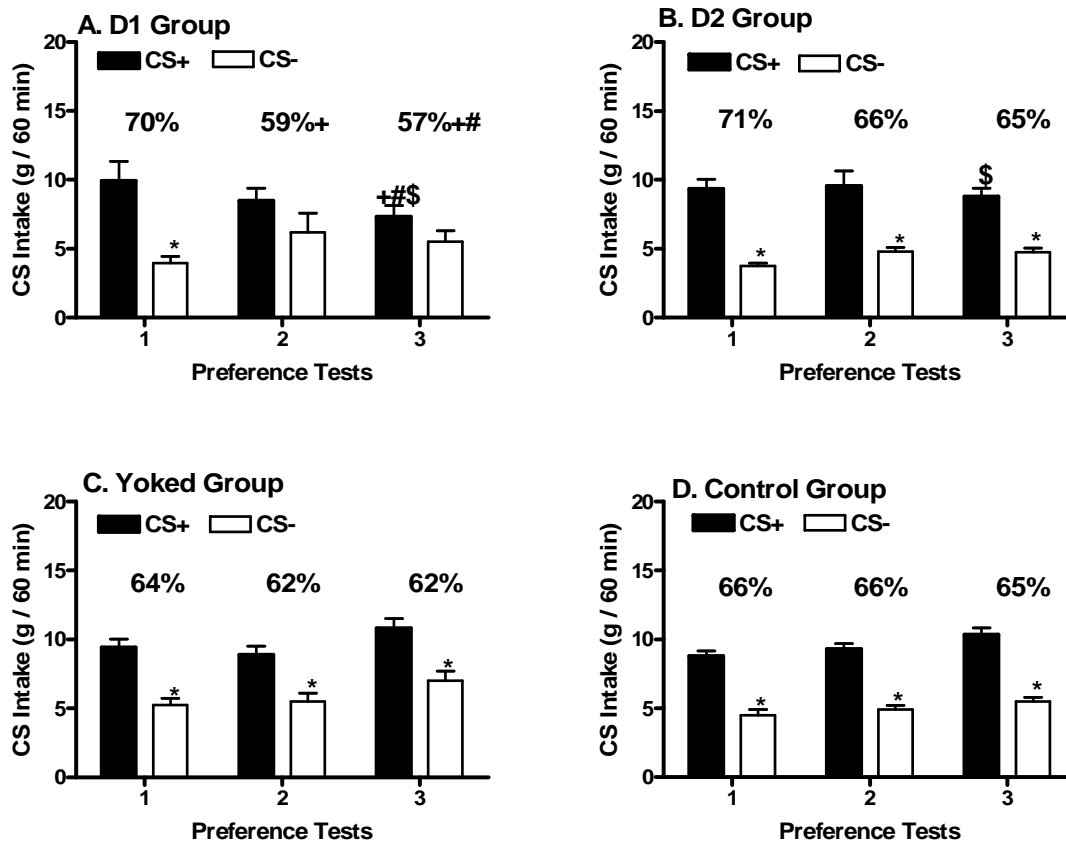 A. D1 Group
CS+ CS-
CS Intake (g / 60 min)
20
15
10
5
0
70% 59%+ 57%+#
+#$
*
1 2 3
Preference Tests
B. D2 Group
CS+ CS-
CS Intake (g / 60 min)
20
15
10
5
0
71% 66% 65%
$
* * *
1 2 3
Preference Tests
C. Yoked Group
CS+ CS-
CS Intake (g / 60 min)
20
15
10
5
0
64% 62% 62%
* * *
1 2 3
Preference Tests
D. Control Group
CS+ CS-
CS Intake (g / 60 min)
20
15
10
5
0
66% 66% 65%
* * *
1 2 3
Preference Tests